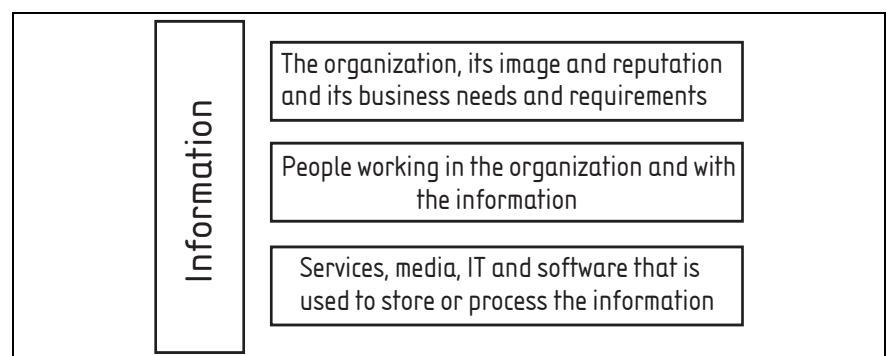 Information
The organization, its image and reputation
and its business needs and requirements
People working in the organization and with
the information
Services, media, IT and software that is
used to store or process the information